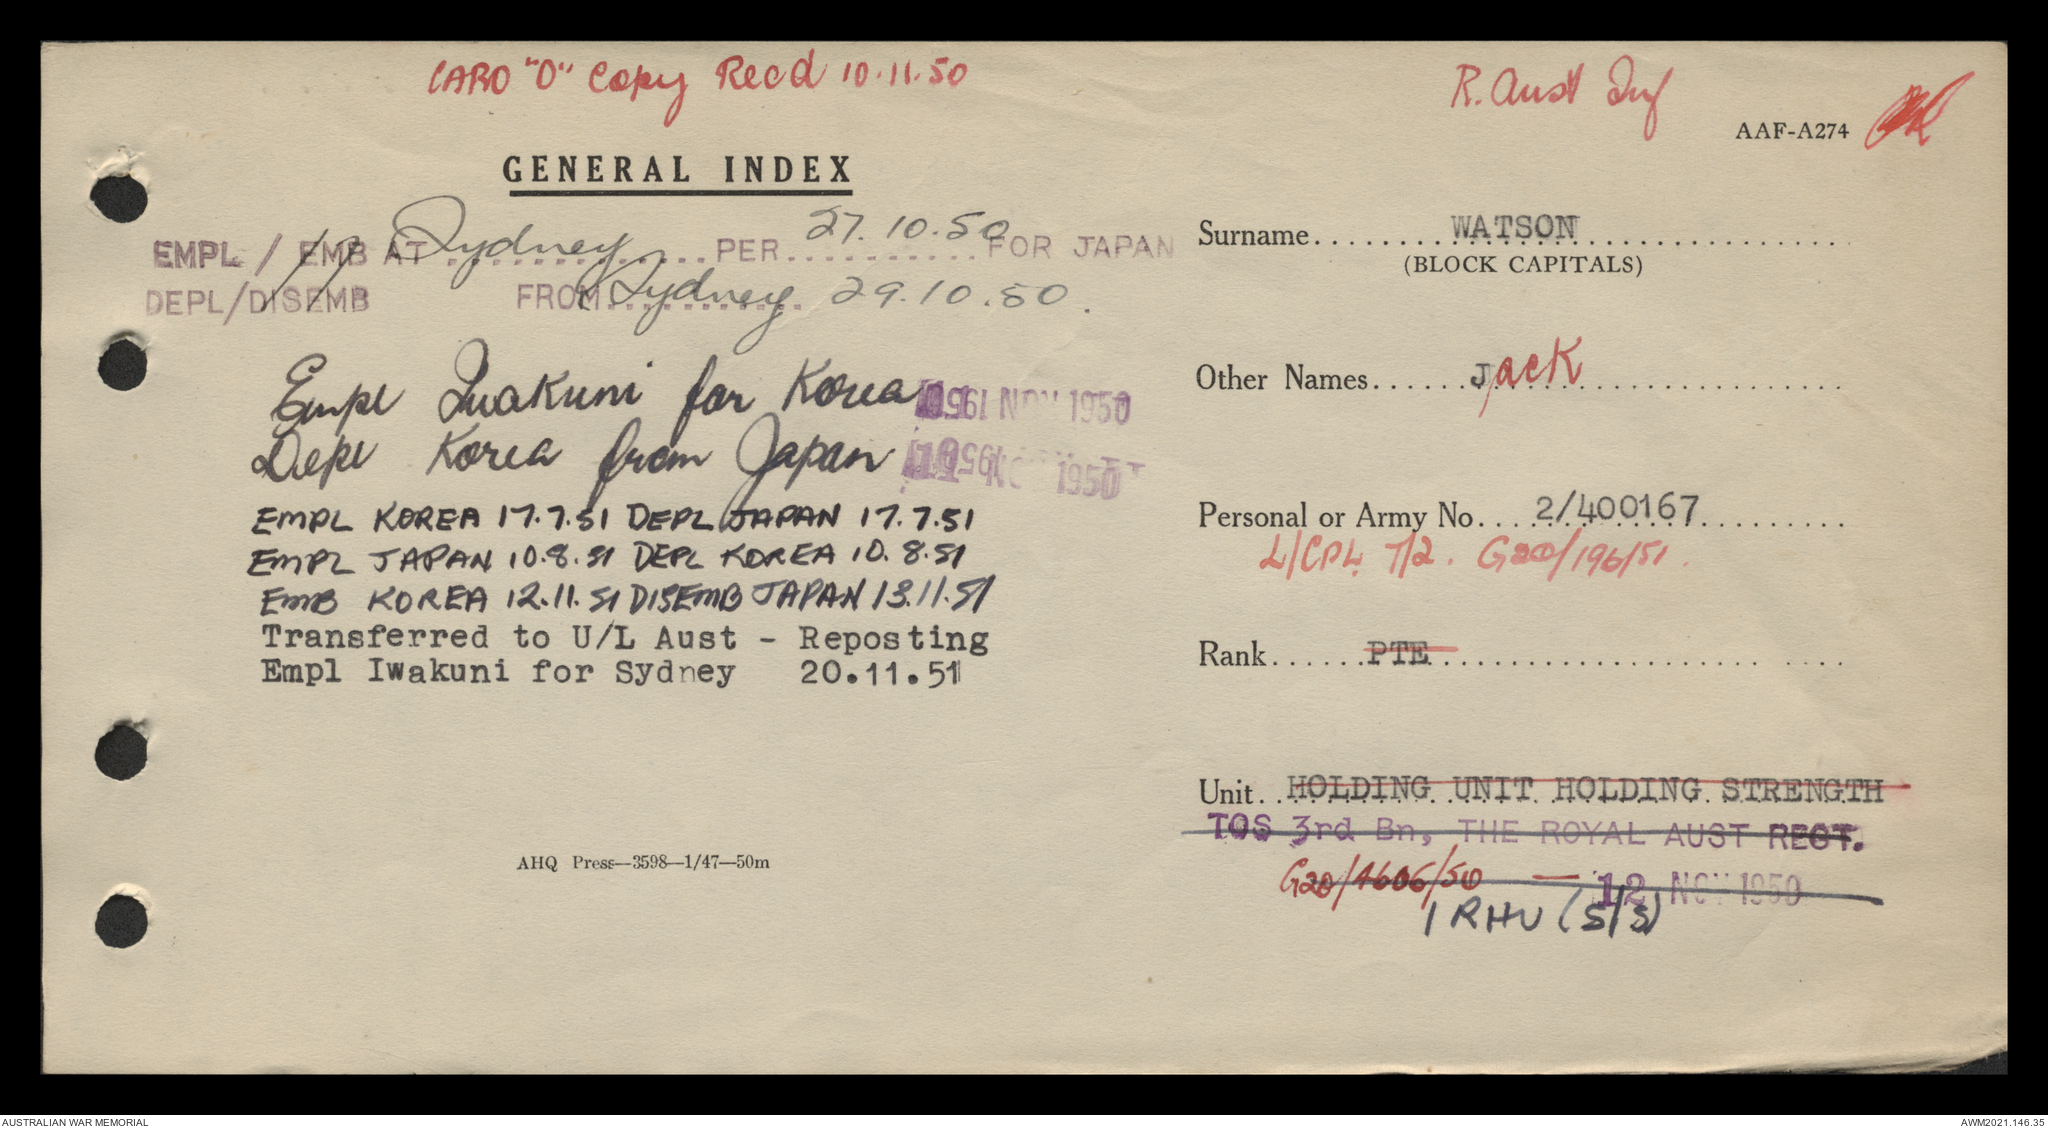 CARO "O" Copy Recd 10.11.50
R. Aust Inf
AAF-A274
GENERAL INDEX
EMPL / EMB AT Sydney PER 27.10.50 FOR JAPAN
DEPL/DISEMB FROM Sydney 29.10.50.
Empl Iwakuni for Korea NOV 1950
Depl Korea from Japan 1950
EMPL KOREA 17.7.51 DEPL JAPAN 17.7.51
EMPL JAPAN 10.8.51 DEPL KOREA 10.8.51
EMB KOREA 12.11.51 DISEMB JAPAN 13.11.51
Transferred to U/L Aust - Reposting
Empl Iwakuni for Sydney 20.11.51
AHQ Press—3598—1/47—50m
Surname WATSON
(BLOCK CAPITALS)
Other Names Jack
Personal or Army No. 2/400167
L/CPL T/2. G20/196/51.
Rank PTE
Unit HOLDING UNIT HOLDING STRENGTH
TOS 3rd Bn, THE ROYAL AUST REGT.
G20/4606/50 — 12 NOV 1950
1 RHU (S/S)
AUSTRALIAN WAR MEMORIAL
AWM2021.146.35